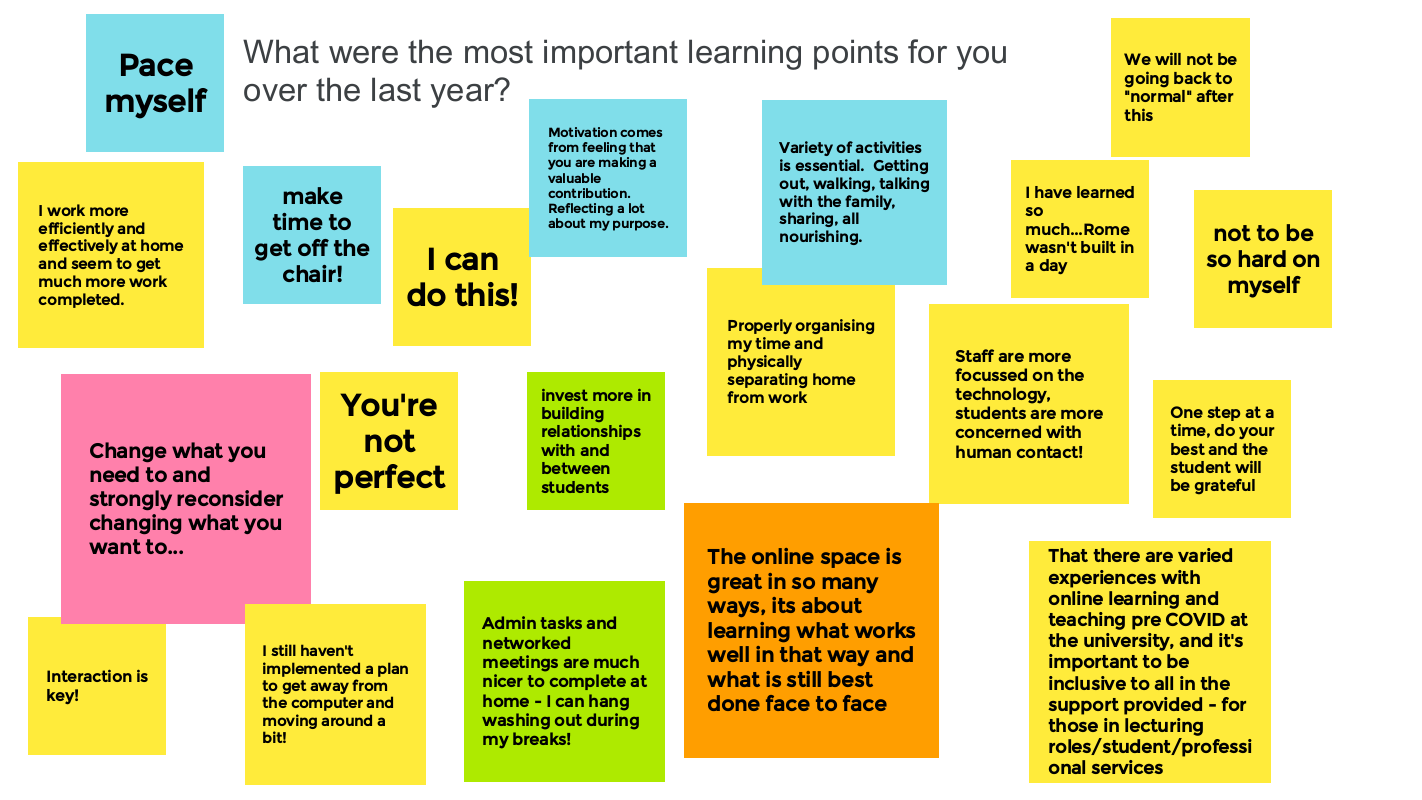 Pace
myself
What were the most important learning points for you
over the last year?
We will not be
going back to
"normal" after
this
Motivation comes
from feeling that
you are making a
valuable
contribution.
Reflecting a lot
about my purpose.
Variety of activities
is essential.  Getting
out, walking, talking
with the family,
sharing, all
nourishing.
I have learned
so
much...Rome
wasn't built in
a day
not to be
so hard on
myself
I work more
efficiently and
effectively at home
and seem to get
much more work
completed.
make
time to
get off the
chair!
I can
do this!
Properly organising
my time and
physically
separating home
from work
Staff are more
focussed on the
technology,
students are more
concerned with
human contact!
One step at a
time, do your
best and the
student will
be grateful
Change what you
need to and
strongly reconsider
changing what you
want to...
You're
not
perfect
invest more in
building
relationships
with and
between
students
The online space is
great in so many
ways, its about
learning what works
well in that way and
what is still best
done face to face
That there are varied
experiences with
online learning and
teaching pre COVID at
the university, and it's
important to be
inclusive to all in the
support provided - for
those in lecturing
roles/student/professi
onal services
Interaction is
key!
I still haven't
implemented a plan
to get away from
the computer and
moving around a
bit!
Admin tasks and
networked
meetings are much
nicer to complete at
home - I can hang
washing out during
my breaks!